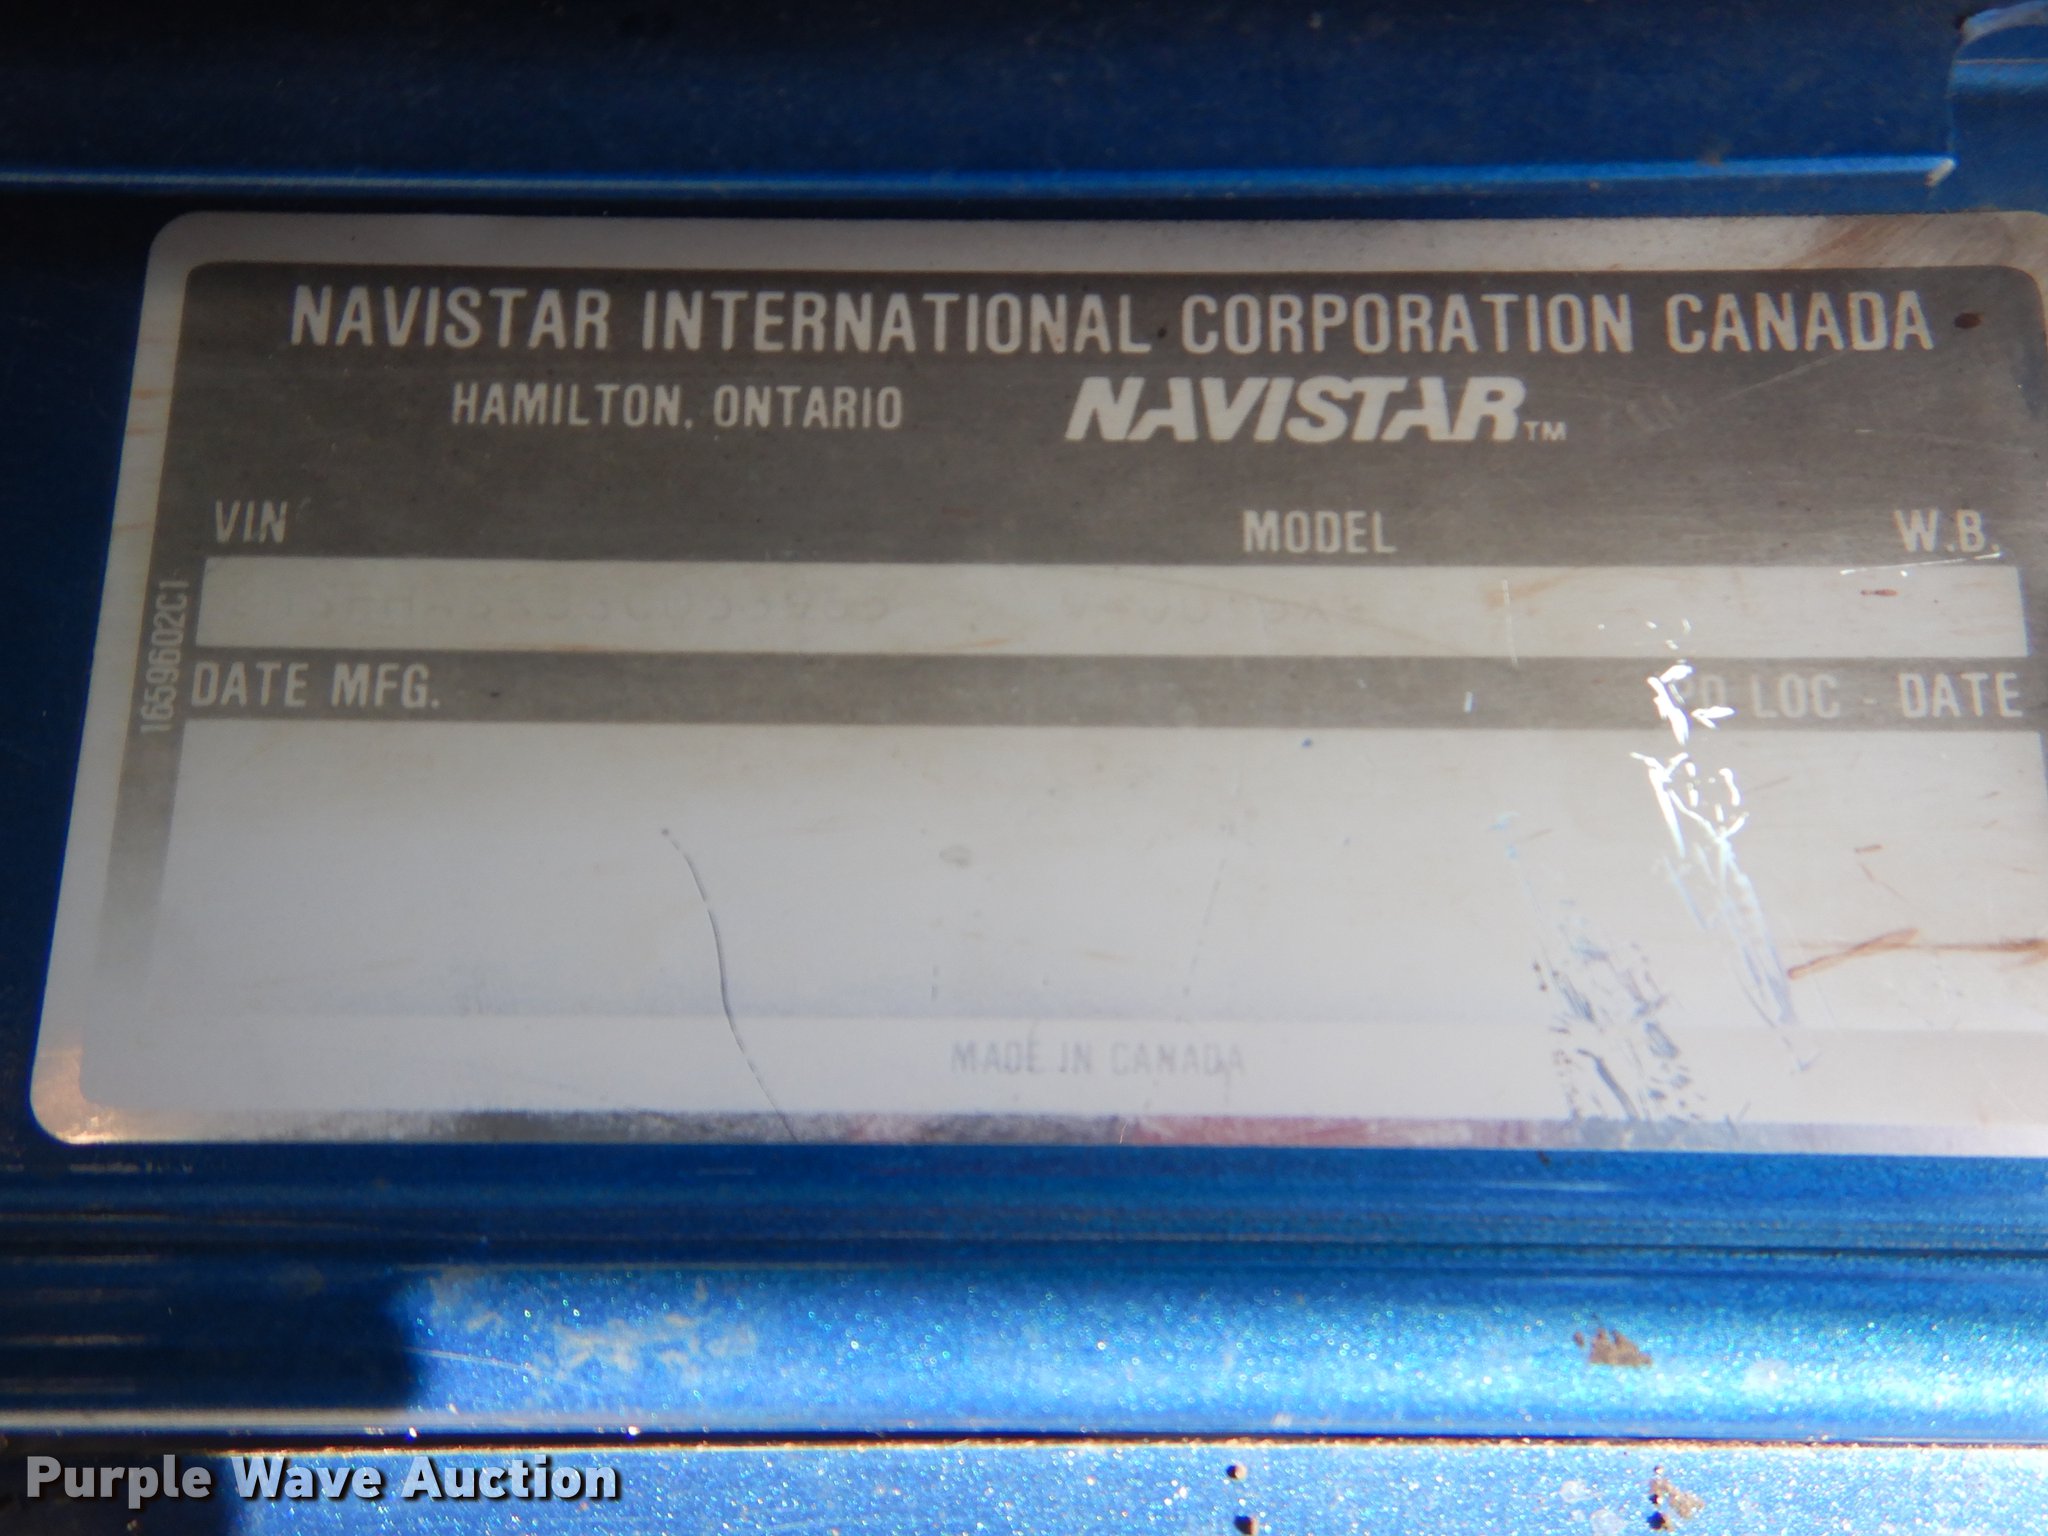 NAVISTAR INTERNATIONAL CORPORATION CANADA
HAMILTON, ONTARIO NAVISTAR™
VIN MODEL W.B.
1659602C1
DATE MFG. LOC - DATE
MADE IN CANADA
Purple Wave Auction